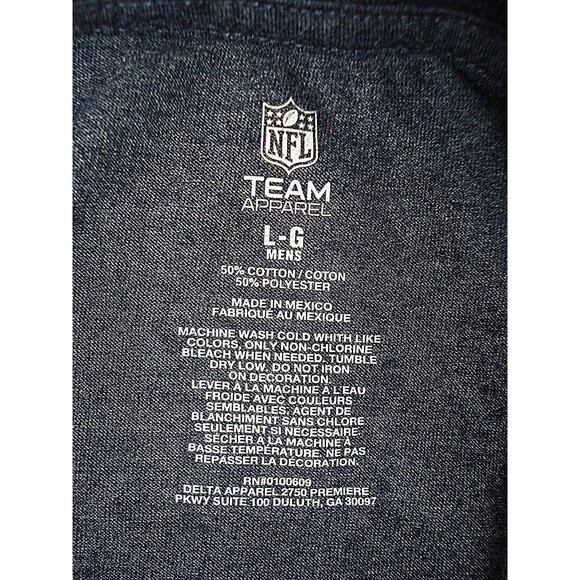 NFL
TEAM
APPAREL
L-G
MENS
50% COTTON / COTON
50% POLYESTER
MADE IN MEXICO
FABRIQUÉ AU MEXIQUE
MACHINE WASH COLD WHITH LIKE
COLORS, ONLY NON-CHLORINE
BLEACH WHEN NEEDED. TUMBLE
DRY LOW. DO NOT IRON
ON DECORATION.
LEVER À LA MACHINE À L'EAU
FROIDE AVEC COULEURS
SEMBLABLES, AGENT DE
BLANCHIMENT SANS CHLORE
SEULEMENT SI NÉCESSAIRE.
SÉCHER À LA MACHINE À
BASSE TEMPÉRATURE. NE PAS
REPASSER LA DÉCORATION.
RN#0100609
DELTA APPAREL 2750 PREMIERE
PKWY SUITE 100 DULUTH, GA 30097